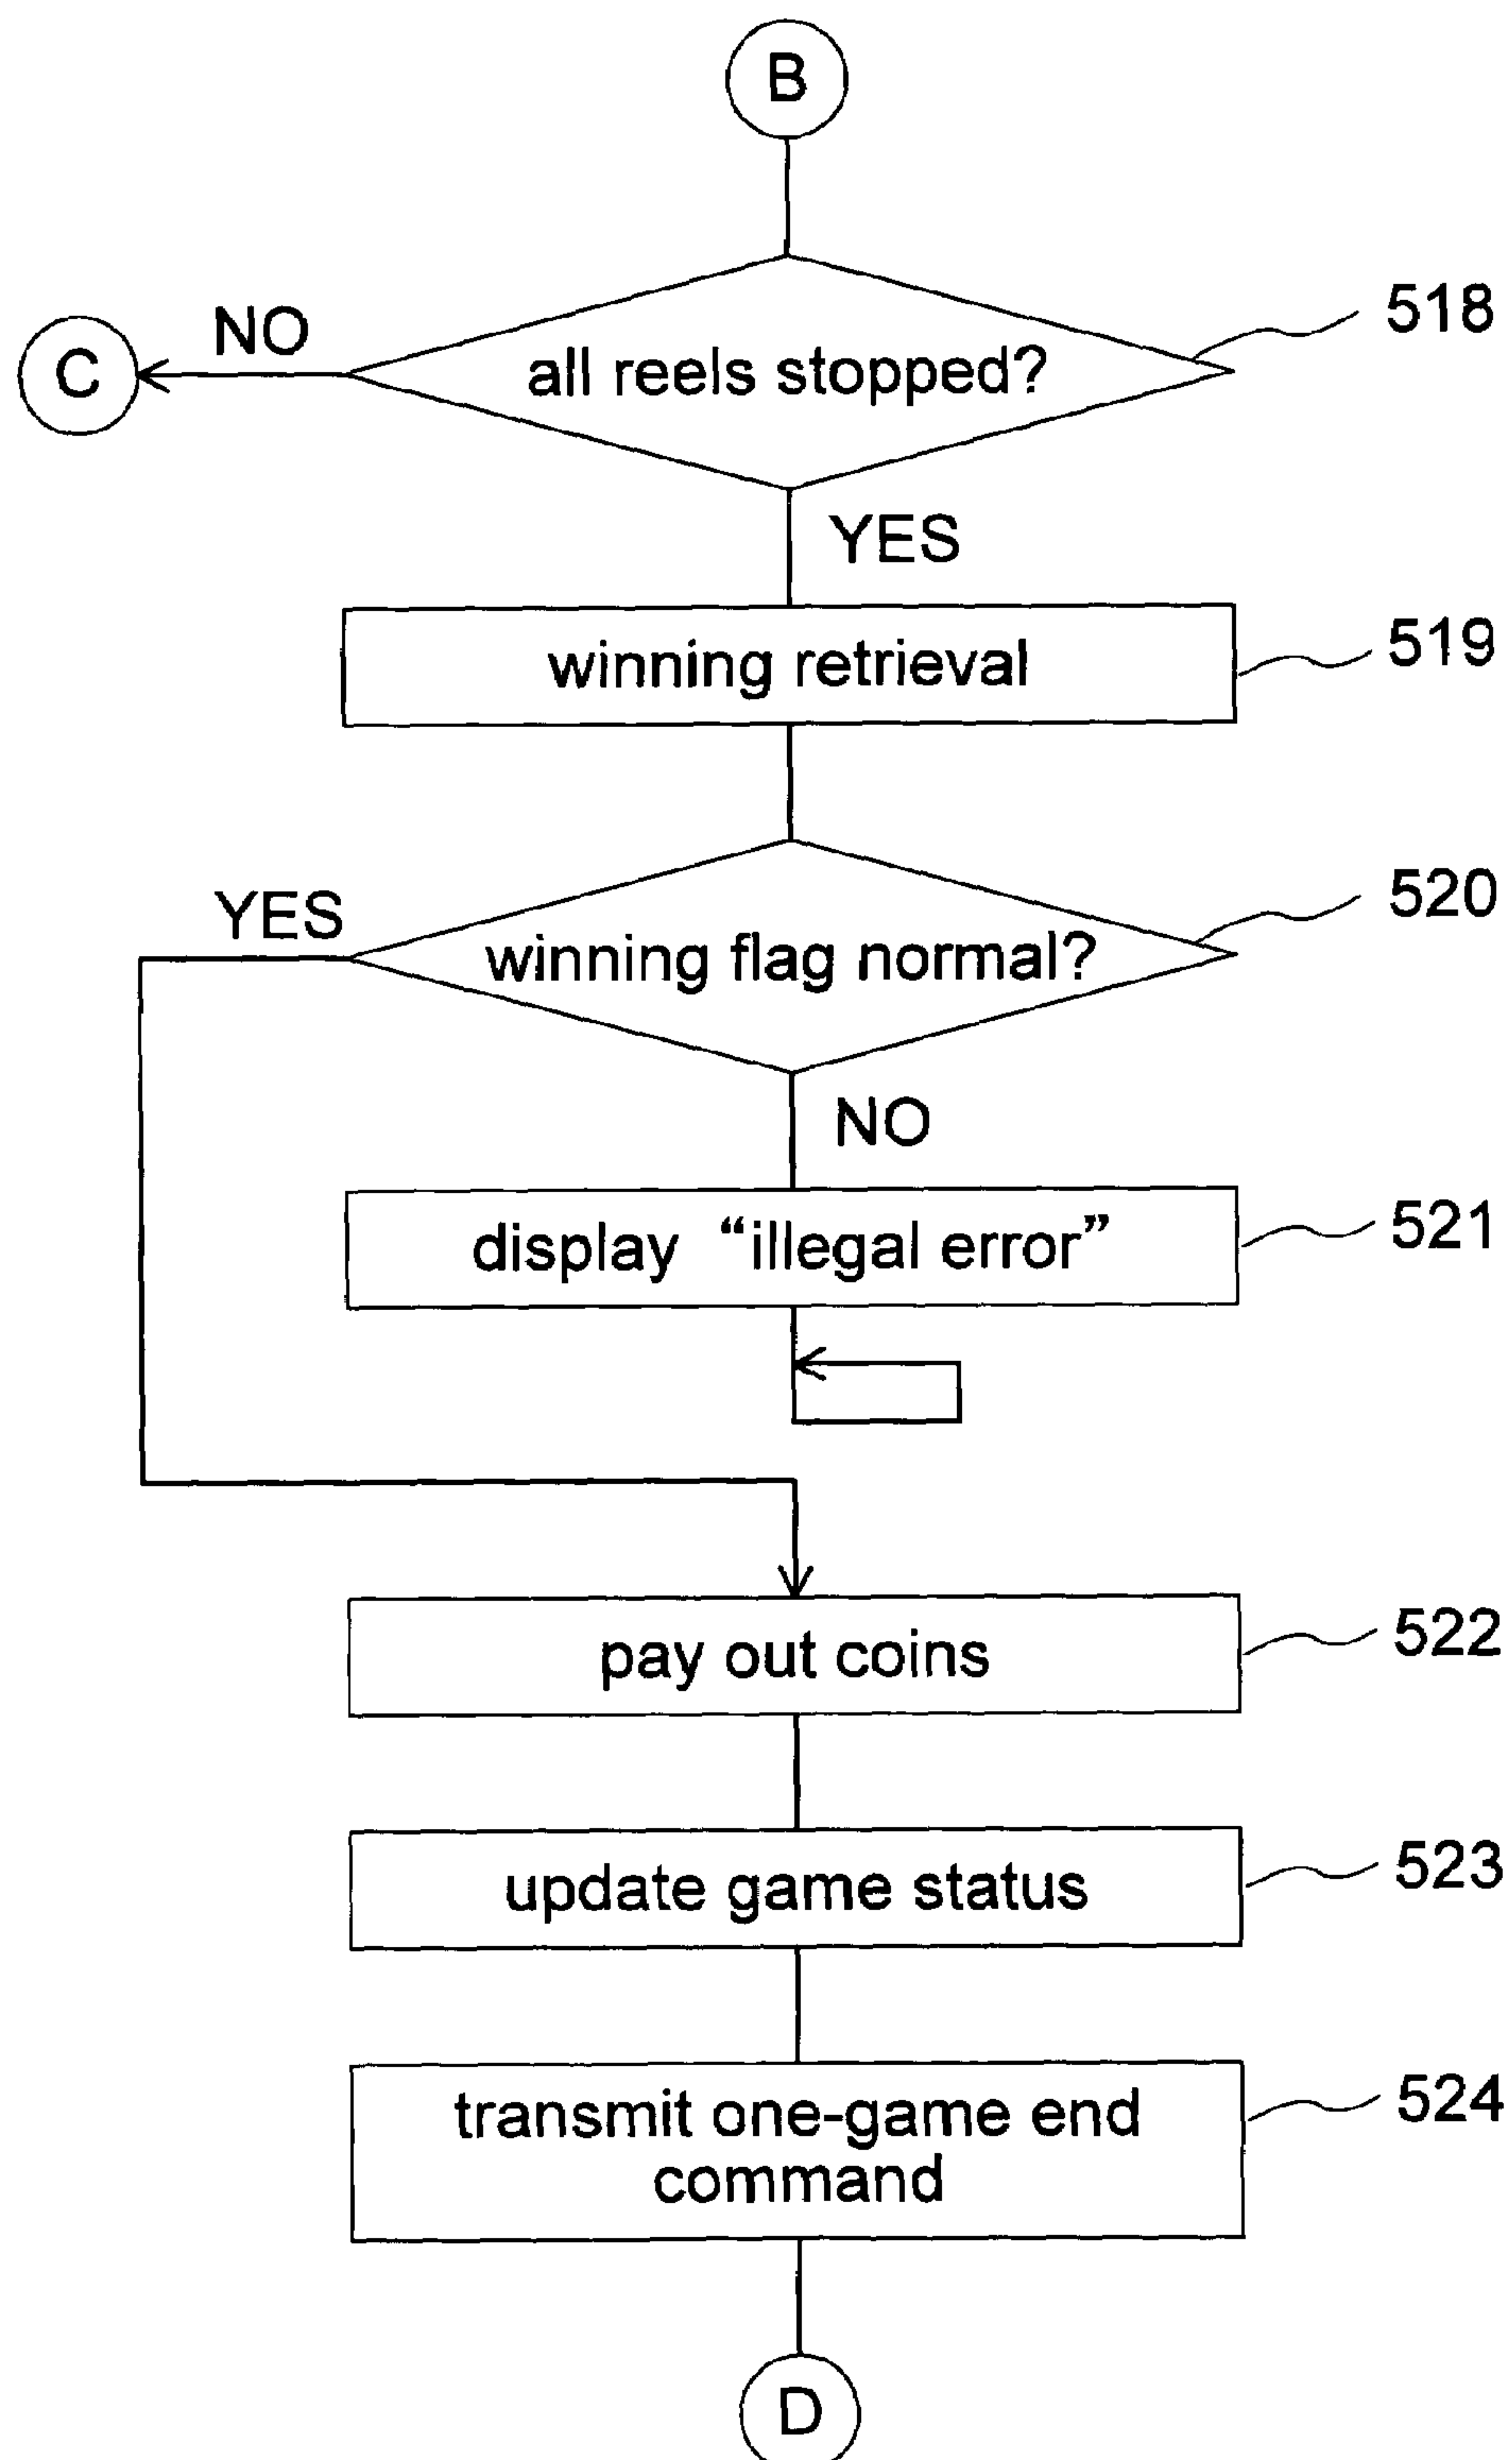 B
518
NO
C
all reels stopped?
YES
winning retrieval
519
520
YES
winning flag normal?
NO
display “illegal error”
521
pay out coins
522
update game status
523
transmit one-game end
command
524
D